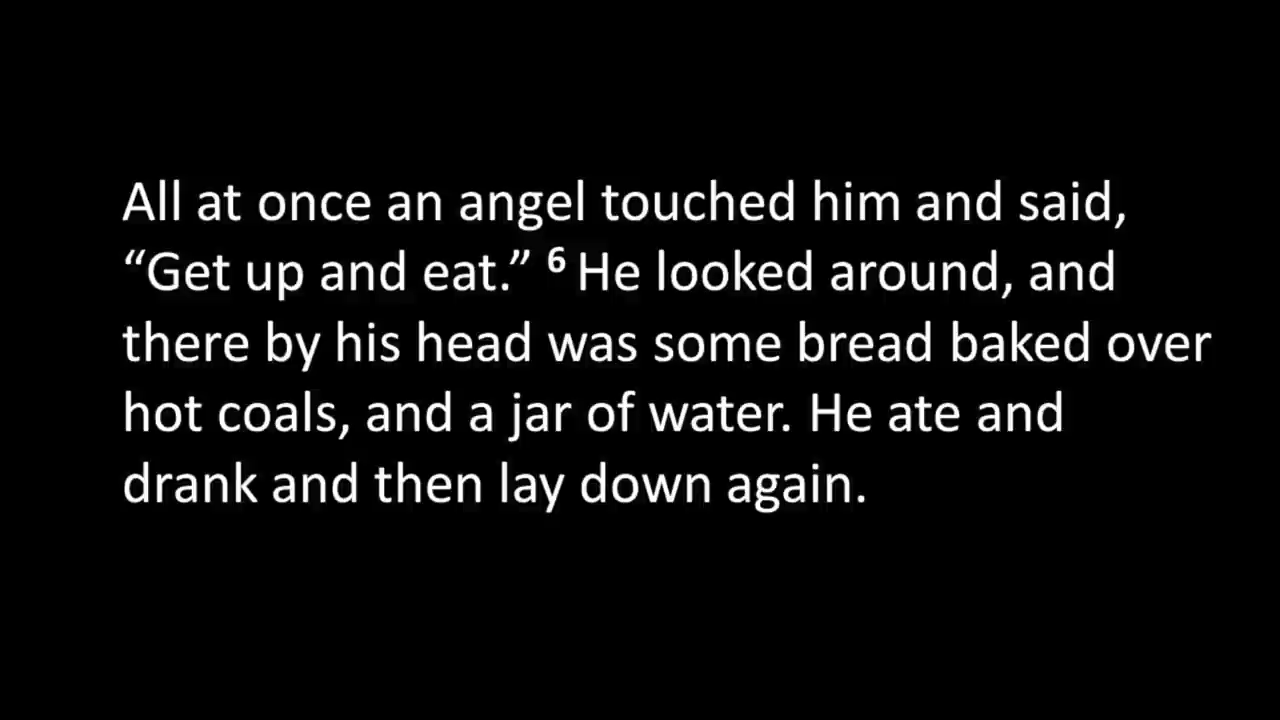 All at once an angel touched him and said,
“Get up and eat.” ⁶ He looked around, and
there by his head was some bread baked over
hot coals, and a jar of water. He ate and
drank and then lay down again.